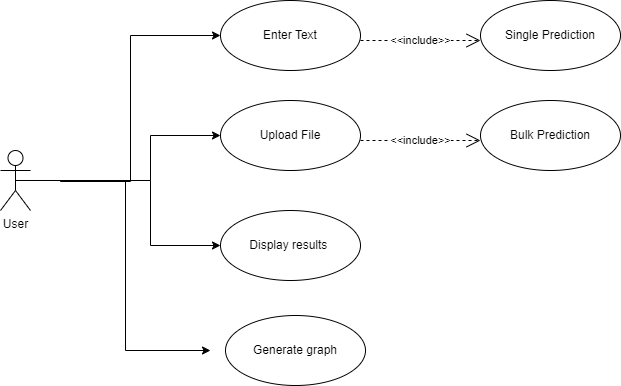 Enter Text
<<include>>
Single Prediction
Upload File
<<include>>
Bulk Prediction
User
Display results
Generate graph